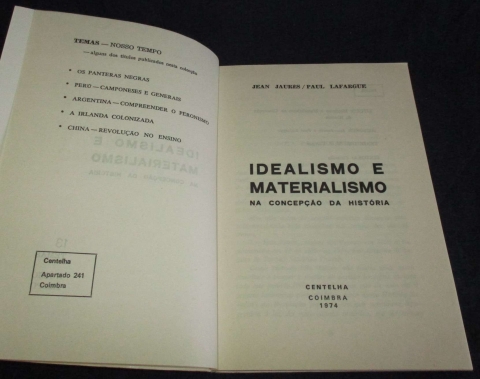 TEMAS — NOSSO TEMPO
— alguns dos títulos publicados nesta colecção
• OS PANTERAS NEGRAS
• PERU — CAMPONESES E GENERAIS
• ARGENTINA — COMPREENDER O PERONISMO
• A IRLANDA COLONIZADA
• CHINA — REVOLUÇÃO NO ENSINO
Centelha
Apartado 241
Coimbra
JEAN JAURES / PAUL LAFARGUE
IDEALISMO E
MATERIALISMO
NA CONCEPÇÃO DA HISTÓRIA
CENTELHA
COIMBRA
1974